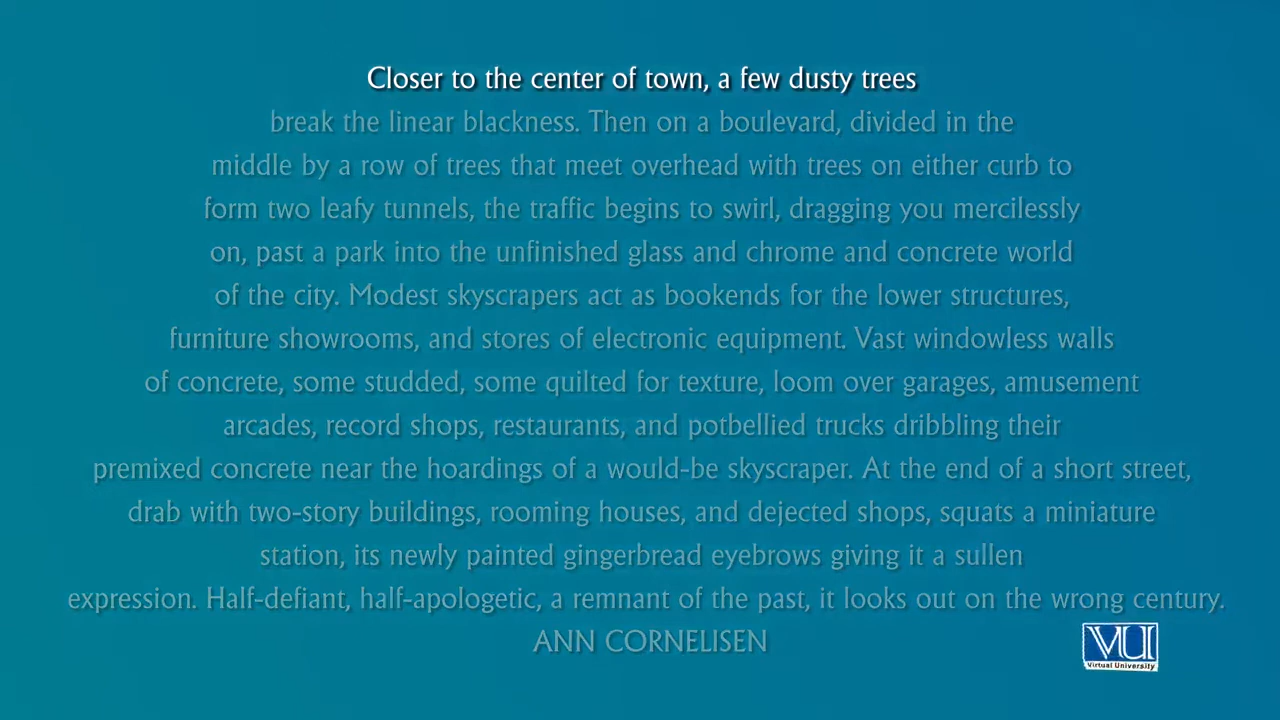 Closer to the center of town, a few dusty trees
break the linear blackness. Then on a boulevard, divided in the
middle by a row of trees that meet overhead with trees on either curb to
form two leafy tunnels, the traffic begins to swirl, dragging you mercilessly
on, past a park into the unfinished glass and chrome and concrete world
of the city. Modest skyscrapers act as bookends for the lower structures,
furniture showrooms, and stores of electronic equipment. Vast windowless walls
of concrete, some studded, some quilted for texture, loom over garages, amusement
arcades, record shops, restaurants, and potbellied trucks dribbling their
premixed concrete near the hoardings of a would-be skyscraper. At the end of a short street,
drab with two-story buildings, rooming houses, and dejected shops, squats a miniature
station, its newly painted gingerbread eyebrows giving it a sullen
expression. Half-defiant, half-apologetic, a remnant of the past, it looks out on the wrong century.
ANN CORNELISEN
VU
Virtual University